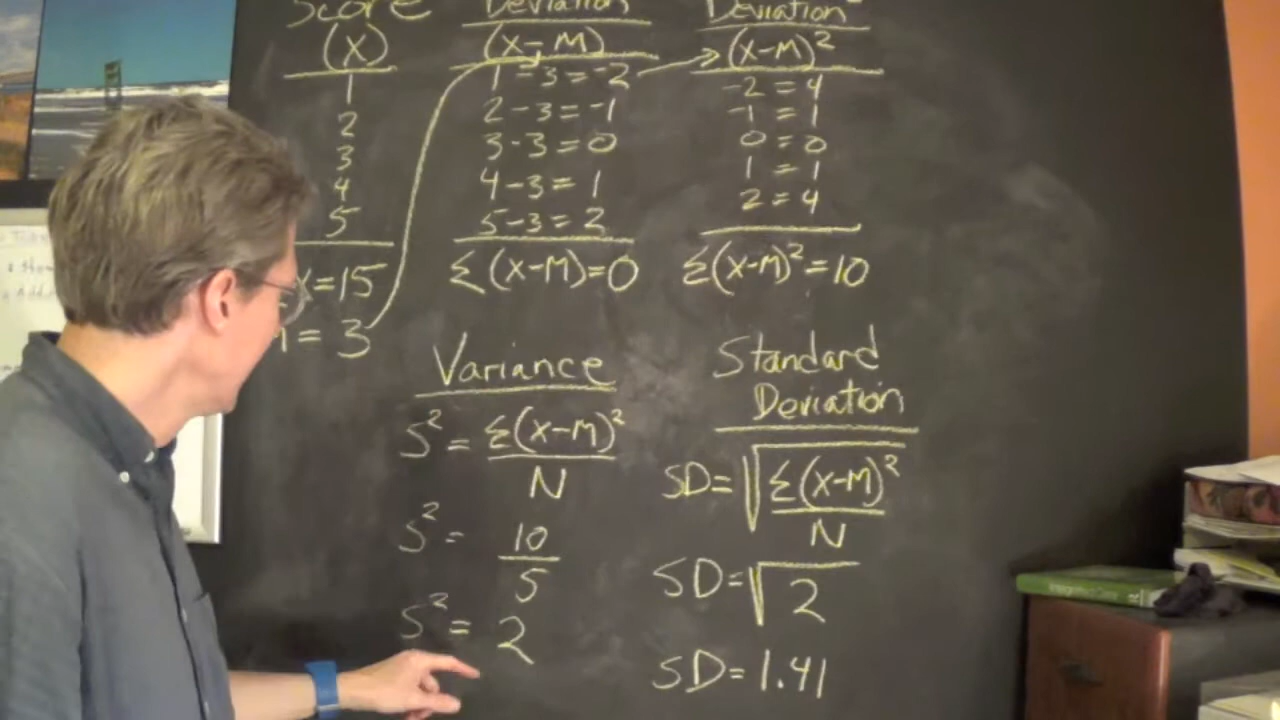 Score
(X)
1
2
3
4
5
X=15
= 3
Deviation
(X-M)
1-3=-2
2-3=-1
3-3=0
4-3=1
5-3=2
Σ(X-M)=0
Deviation²
(X-M)²
-2=4
-1=1
0=0
1=1
2=4
Σ(X-M)²=10
Variance
S²=Σ(X-M)²
N
S²= 10
5
S²= 2
Standard
Deviation
SD=√Σ(X-M)²
N
SD=√2
SD=1.41